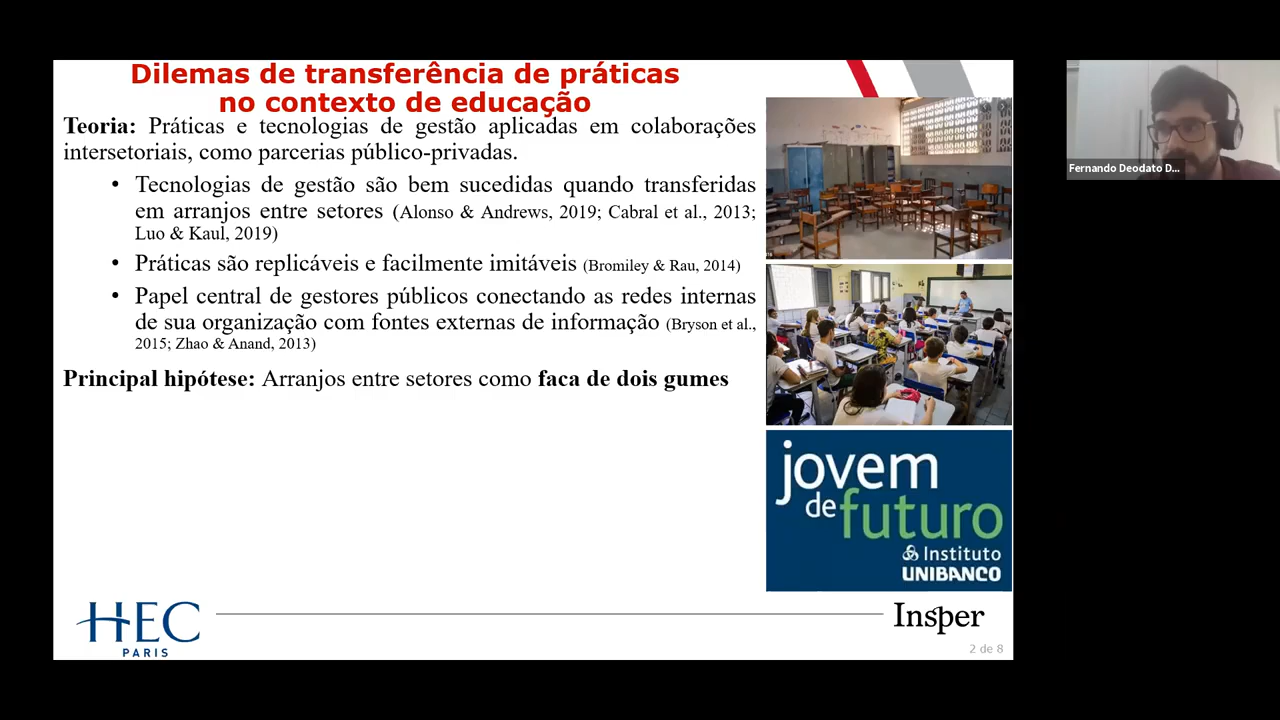 Dilemas de transferência de práticas
no contexto de educação
Teoria: Práticas e tecnologias de gestão aplicadas em colaborações
intersetoriais, como parcerias público-privadas.
• Tecnologias de gestão são bem sucedidas quando transferidas
em arranjos entre setores (Alonso & Andrews, 2019; Cabral et al., 2013;
Luo & Kaul, 2019)
• Práticas são replicáveis e facilmente imitáveis (Bromiley & Rau, 2014)
• Papel central de gestores públicos conectando as redes internas
de sua organização com fontes externas de informação (Bryson et al.,
2015; Zhao & Anand, 2013)
Principal hipótese: Arranjos entre setores como faca de dois gumes
jovem
de futuro
Instituto
UNIBANCO
HEC
PARIS
Insper
2 de 8
Fernando Deodato D...